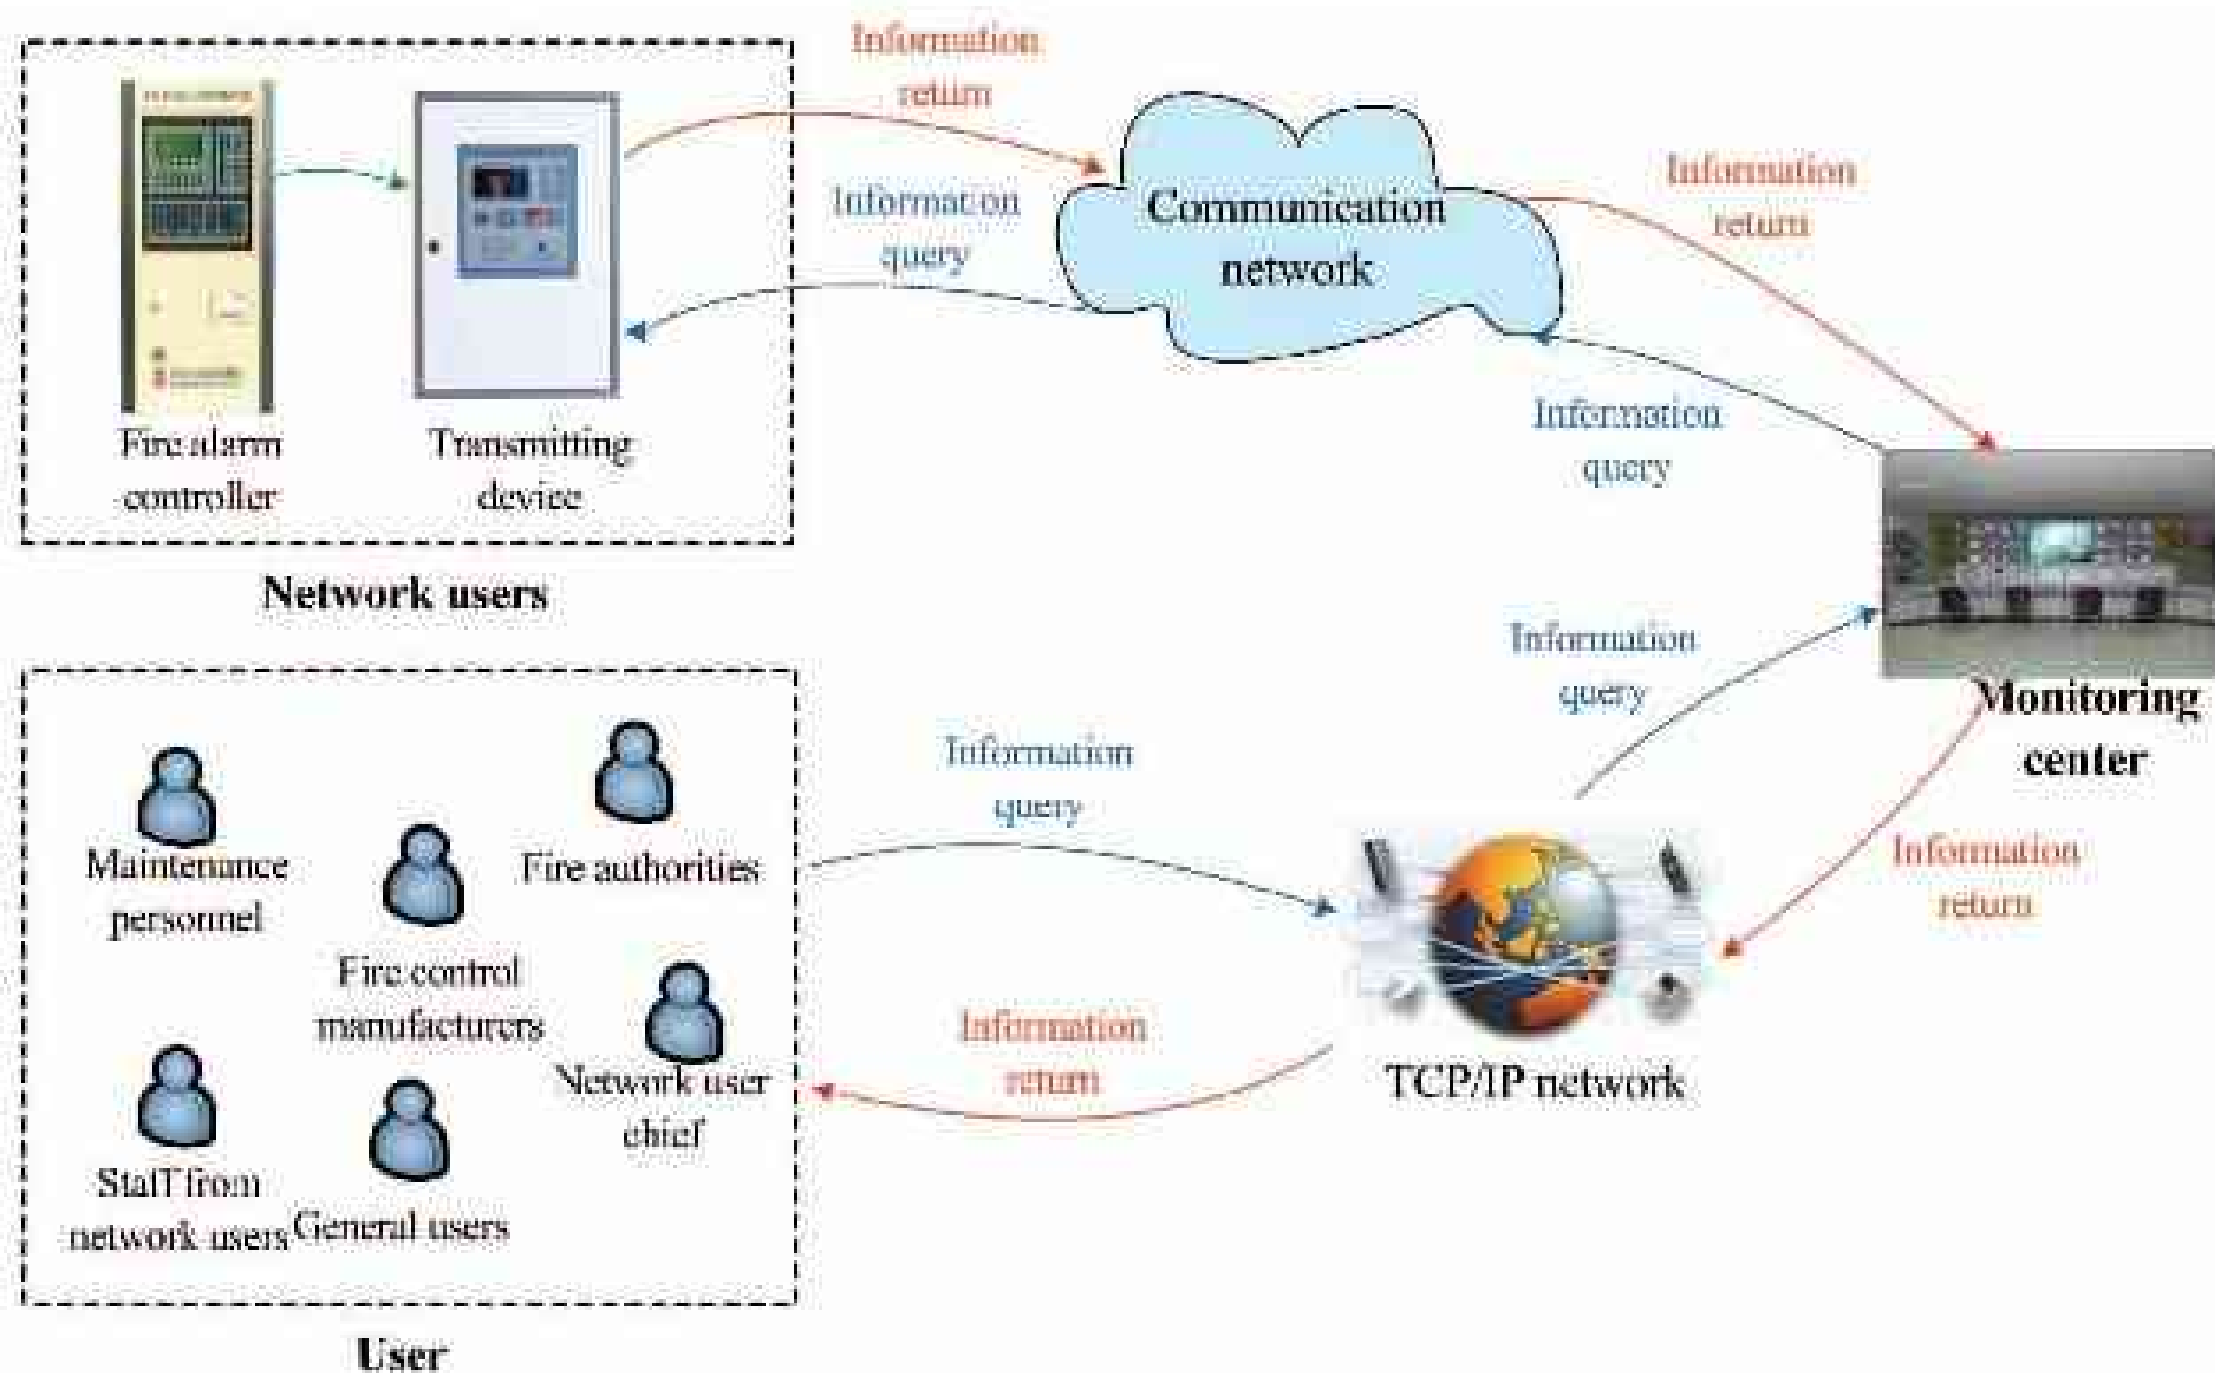 Information
return
Information
query
Communication
network
Information
return
Fire alarm
controller
Transmitting
device
Network users
Information
query
Information
query
Monitoring
center
Information
return
Maintenance
personnel
Fire control
manufacturers
Fire authorities
Staff from
network users
General users
Network user
chief
User
Information
query
Information
return
TCP/IP network